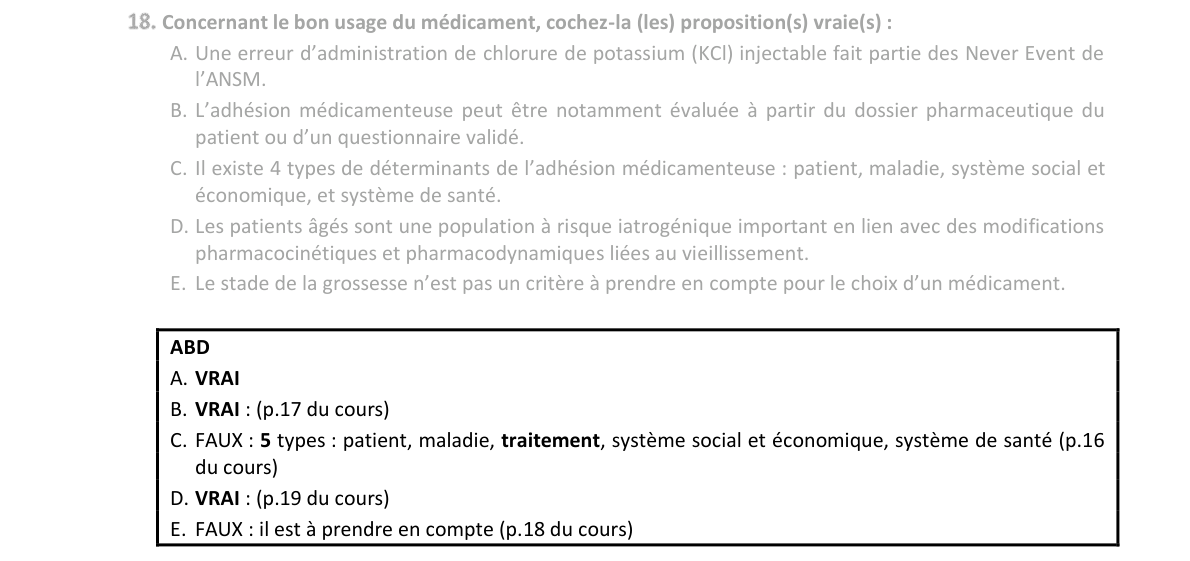 18. Concernant le bon usage du médicament, cochez-la (les) proposition(s) vraie(s) :
A. Une erreur d’administration de chlorure de potassium (KCl) injectable fait partie des Never Event de
l’ANSM.
B. L’adhésion médicamenteuse peut être notamment évaluée à partir du dossier pharmaceutique du
patient ou d’un questionnaire validé.
C. Il existe 4 types de déterminants de l’adhésion médicamenteuse : patient, maladie, système social et
économique, et système de santé.
D. Les patients âgés sont une population à risque iatrogénique important en lien avec des modifications
pharmacocinétiques et pharmacodynamiques liées au vieillissement.
E. Le stade de la grossesse n’est pas un critère à prendre en compte pour le choix d’un médicament.
ABD
A. VRAI
B. VRAI : (p.17 du cours)
C. FAUX : 5 types : patient, maladie, traitement, système social et économique, système de santé (p.16
du cours)
D. VRAI : (p.19 du cours)
E. FAUX : il est à prendre en compte (p.18 du cours)